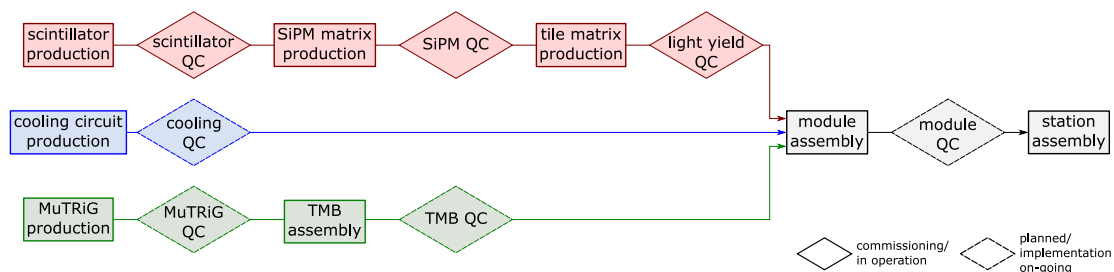 scintillator
production
scintillator
QC
SiPM matrix
production
SiPM QC
tile matrix
production
light yield
QC
cooling circuit
production
cooling
QC
module
assembly
module
QC
station
assembly
MuTRiG
production
MuTRiG
QC
TMB
assembly
TMB QC
commissioning/
in operation
planned/
implementation
on-going